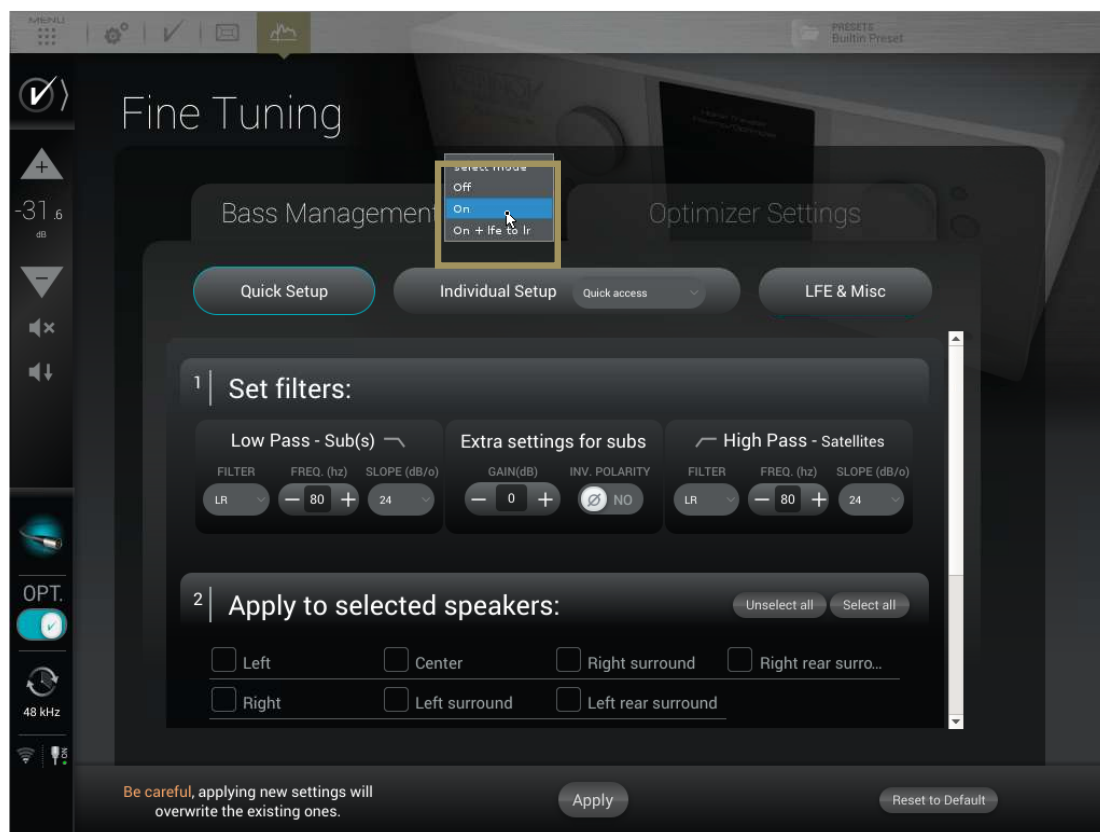 MENU
PRESETS
Builtin Preset
Fine Tuning
-31.6
dB
Bass Management
select mode
Off
On
On + lfe to lr
Optimizer Settings
Quick Setup
Individual Setup Quick access
LFE & Misc
1 Set filters:
Low Pass - Sub(s)
FILTER FREQ. (hz) SLOPE (dB/o)
LR — 80 + 24
Extra settings for subs
GAIN(dB) INV. POLARITY
— 0 + Ø NO
High Pass - Satellites
FILTER FREQ. (hz) SLOPE (dB/o)
LR — 80 + 24
2 Apply to selected speakers:
Unselect all Select all
Left Center Right surround Right rear surro...
Right Left surround Left rear surround
OPT.
48 kHz
ON
Be careful, applying new settings will
overwrite the existing ones.
Apply
Reset to Default